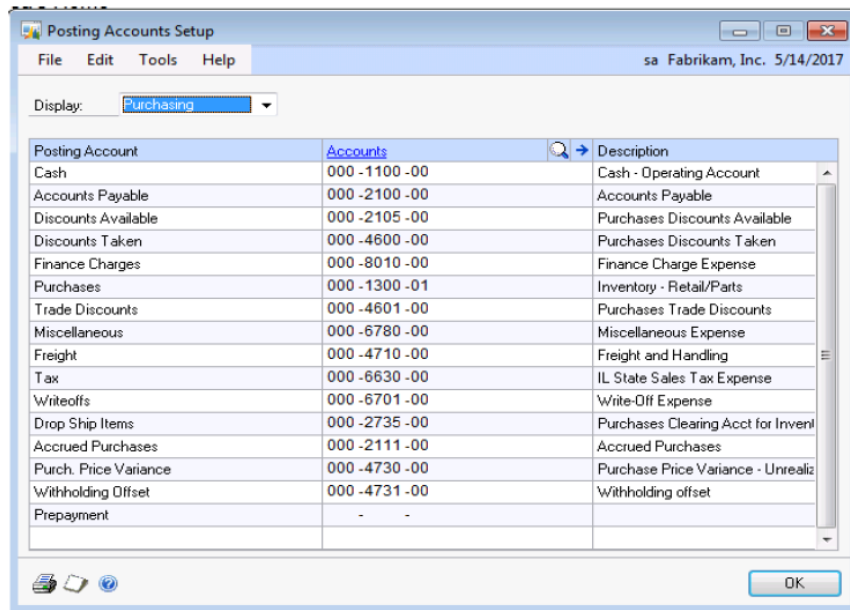 Posting Accounts Setup
File Edit Tools Help sa Fabrikam, Inc. 5/14/2017
Display: Purchasing
Posting Account Accounts Description
Cash 000 -1100 -00 Cash - Operating Account
Accounts Payable 000 -2100 -00 Accounts Payable
Discounts Available 000 -2105 -00 Purchases Discounts Available
Discounts Taken 000 -4600 -00 Purchases Discounts Taken
Finance Charges 000 -8010 -00 Finance Charge Expense
Purchases 000 -1300 -01 Inventory - Retail/Parts
Trade Discounts 000 -4601 -00 Purchases Trade Discounts
Miscellaneous 000 -6780 -00 Miscellaneous Expense
Freight 000 -4710 -00 Freight and Handling
Tax 000 -6630 -00 IL State Sales Tax Expense
Writeoffs 000 -6701 -00 Write-Off Expense
Drop Ship Items 000 -2735 -00 Purchases Clearing Acct for Invent
Accrued Purchases 000 -2111 -00 Accrued Purchases
Purch. Price Variance 000 -4730 -00 Purchase Price Variance - Unrealiz
Withholding Offset 000 -4731 -00 Withholding offset
Prepayment - -
OK